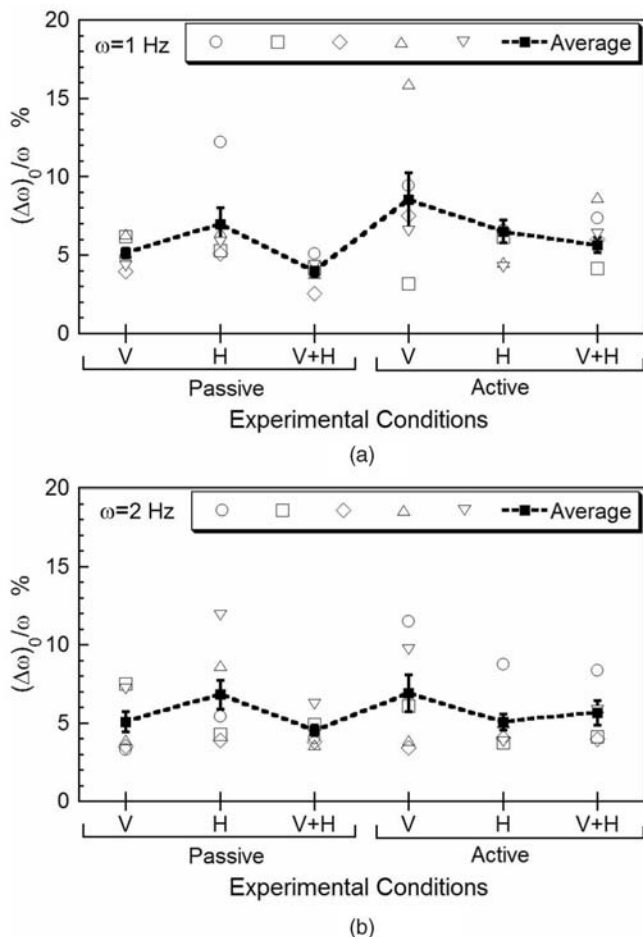 20
ω=1 Hz
Average
15
10
5
0
(Δω)₀/ω %
V H V+H V H V+H
Passive Active
Experimental Conditions
(a)
20
ω=2 Hz
Average
15
10
5
0
(Δω)₀/ω %
V H V+H V H V+H
Passive Active
Experimental Conditions
(b)